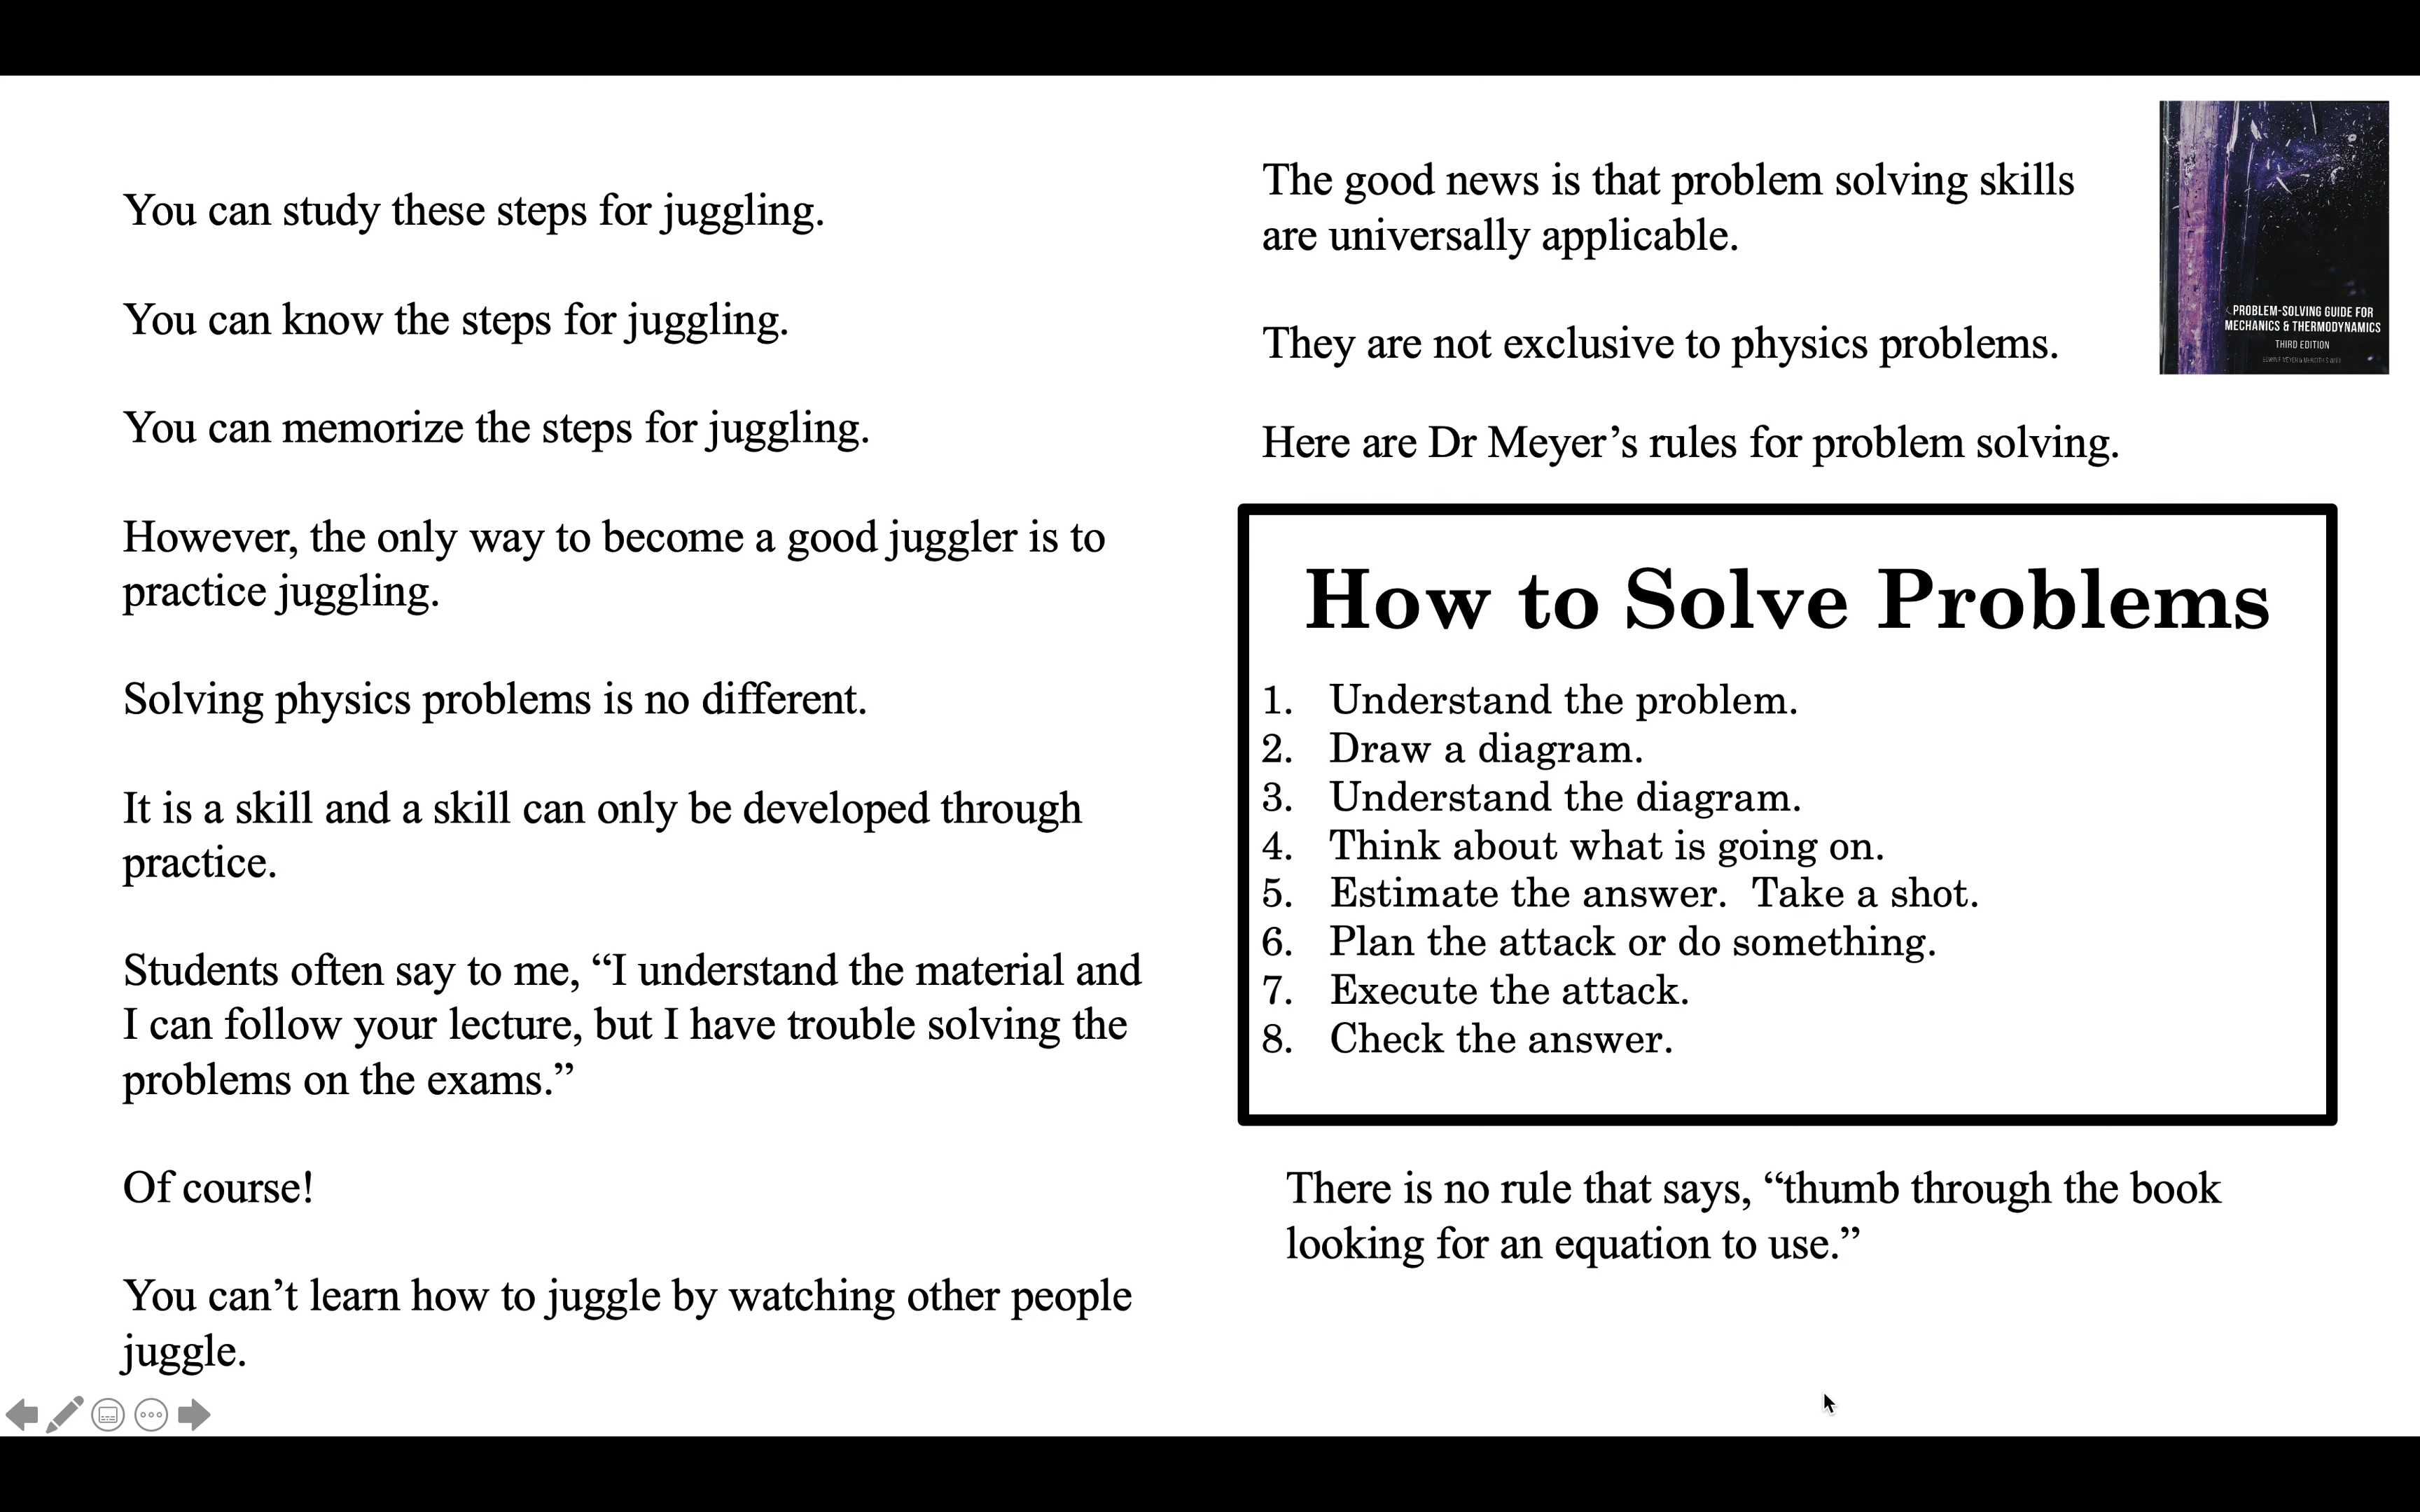 You can study these steps for juggling.
You can know the steps for juggling.
You can memorize the steps for juggling.
However, the only way to become a good juggler is to
practice juggling.
Solving physics problems is no different.
It is a skill and a skill can only be developed through
practice.
Students often say to me, “I understand the material and
I can follow your lecture, but I have trouble solving the
problems on the exams.”
Of course!
You can’t learn how to juggle by watching other people
juggle.
The good news is that problem solving skills
are universally applicable.
They are not exclusive to physics problems.
Here are Dr Meyer’s rules for problem solving.
PROBLEM-SOLVING GUIDE FOR
MECHANICS & THERMODYNAMICS
THIRD EDITION
How to Solve Problems
1. Understand the problem.
2. Draw a diagram.
3. Understand the diagram.
4. Think about what is going on.
5. Estimate the answer. Take a shot.
6. Plan the attack or do something.
7. Execute the attack.
8. Check the answer.
There is no rule that says, “thumb through the book
looking for an equation to use.”